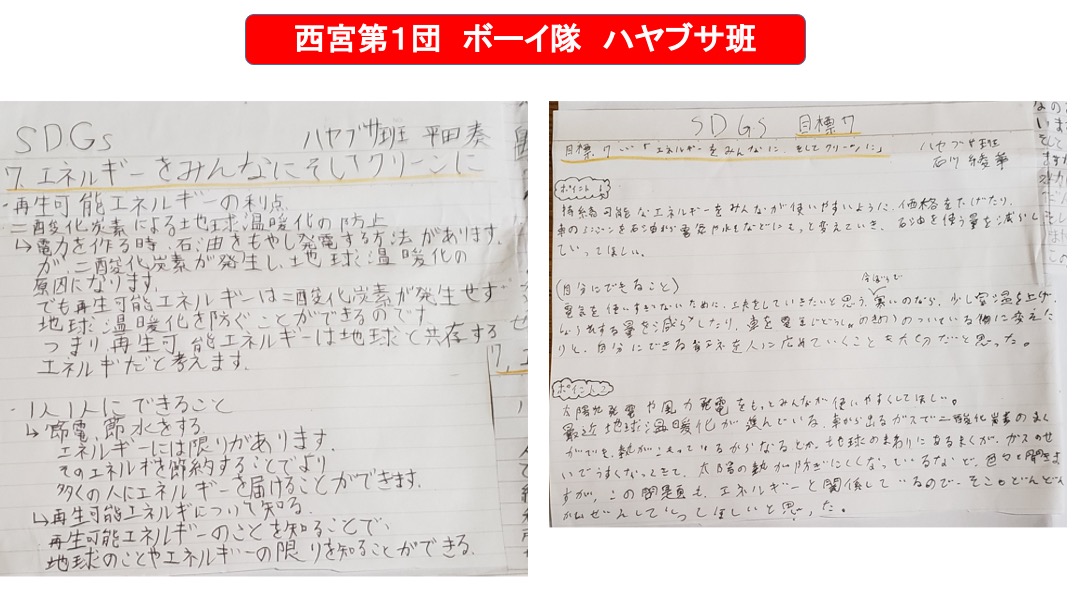 西宮第1団 ボーイ隊 ハヤブサ班
SDGs ハヤブサ班 平田奏
7.エネルギーをみんなにそしてクリーンに
・再生可能エネルギーの利点
二酸化炭素による地球温暖化の防止
↳電力を作る時、石油をもやし発電する方法があります。
が、二酸化炭素が発生し、地球温暖化の
原因になります。
でも再生可能エネルギーは二酸化炭素が発生せず
地球温暖化を防ぐことができるのです
つまり再生可能エネルギーは地球と共存する
エネルギだと考えます。
・1人1人にできること
↳節電、節水をする。
エネルギーには限りがあります。
そのエネルギを節約することでより
多くの人にエネルギーを届けることができます。
↳再生可能エネルギについて知る。
再生可能エネルギーのことを知ることで、
地球のことやエネルギーの限りを知ることができる。
SDGS 目標7
目標7…「エネルギーをみんなに、そしてクリーンに」
ハヤブサ班
石川 綾華
ポイント1
持続可能なエネルギーをみんなが使いやすいように、価格をさげたり、
車のエンジンを石油から電気や水などにもっと変えていき、石油を使う量を減らし
ていってほしい。
(自分にできること)
電気を使いすぎないために、工夫をしていきたいと思う。寒いのなら、少し室温を上げ、
量を減らしたり、車を電気じどうしゃのきのうのついている物に変えた
りと、自分にできる省エネを人に広めていくことも大切だと思った。
ポイント2
太陽光発電や風力発電をもっとみんなが使いやすくしてほしい。
最近地球温暖化が進んでいる。車から出るガスで二酸化炭素のまく
ができ、熱がこもっているからなるとか、地球のまわりにあるまくが、ガスのせ
いでうすくなってきて、太陽の熱が防ぎにくくなっているなど、色々と聞きま
すが、この問題も、エネルギーと関係しているので、そこもどんどん
かいぜんしていってほしいと思った。